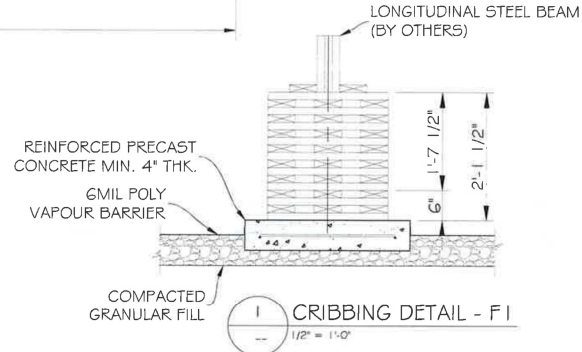 LONGITUDINAL STEEL BEAM
(BY OTHERS)
REINFORCED PRECAST
CONCRETE MIN. 4" THK.
6MIL POLY
VAPOUR BARRIER
1'-7 1/2"
2'-1 1/2"
6"
COMPACTED
GRANULAR FILL
1
--
CRIBBING DETAIL - F1
1/2" = 1'-0"